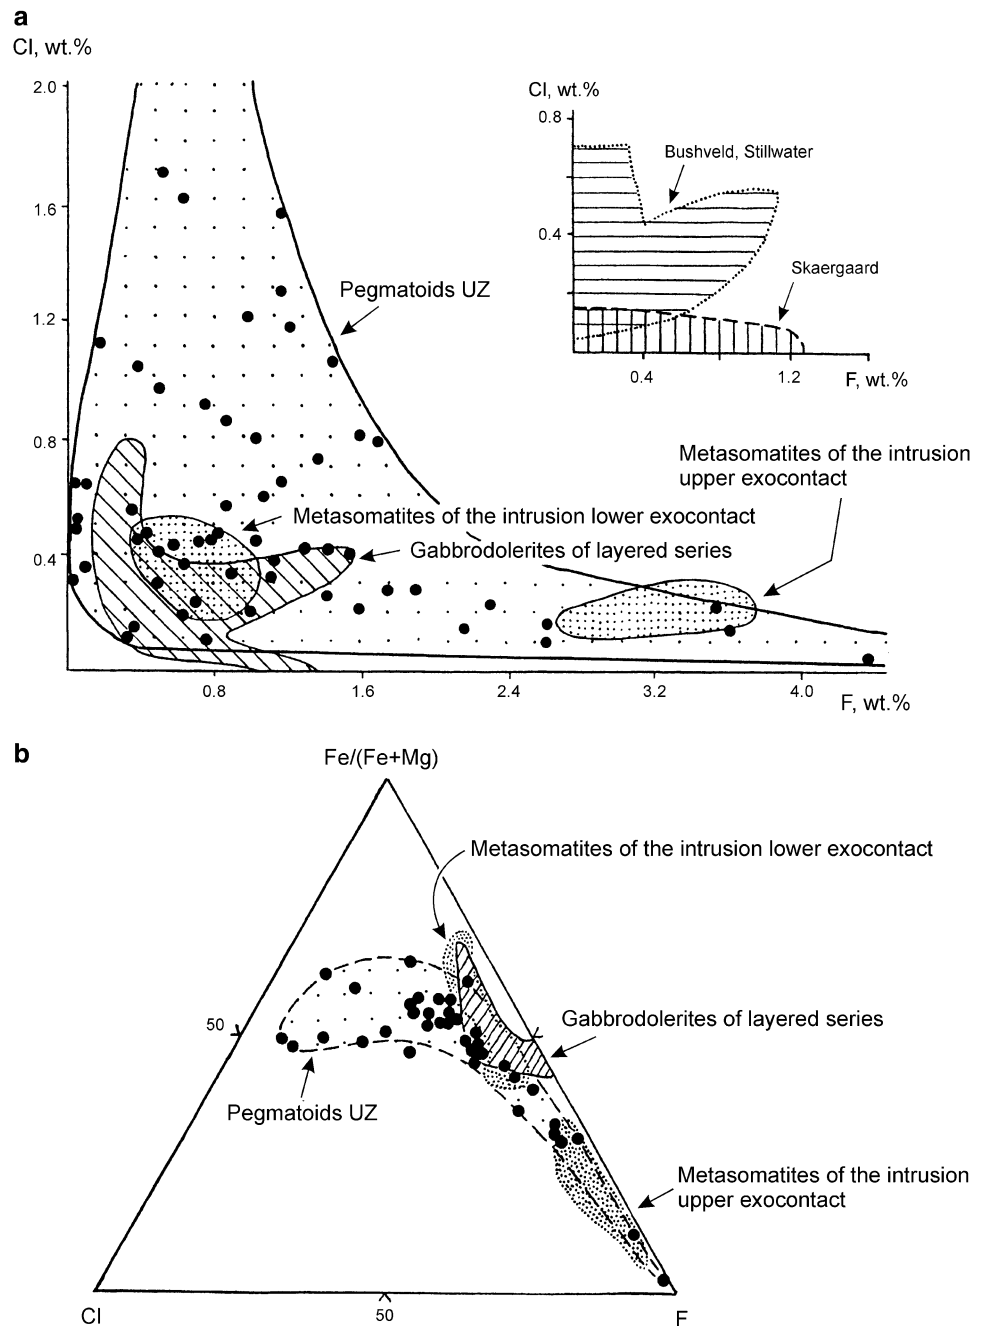 a
Cl, wt.%
2.0
1.6
1.2
0.8
0.4
0.8
1.6
2.4
3.2
4.0
F, wt.%
Pegmatoids UZ
Metasomatites of the intrusion lower exocontact
Gabbrodolerites of layered series
Metasomatites of the intrusion
upper exocontact
Cl, wt.%
0.8
0.4
Bushveld, Stillwater
Skaergaard
0.4
1.2
F, wt.%
b
Fe/(Fe+Mg)
Metasomatites of the intrusion lower exocontact
50
Gabbrodolerites of layered series
Pegmatoids UZ
Metasomatites of the intrusion
upper exocontact
Cl
50
F